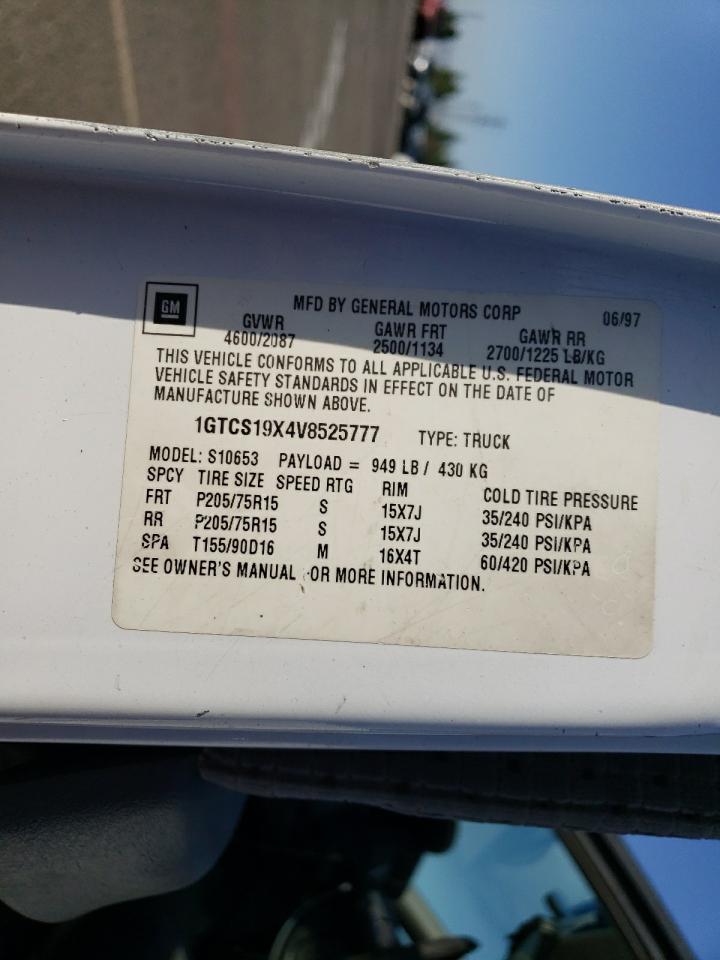 GM
MFD BY GENERAL MOTORS CORP 06/97
GVWR GAWR FRT GAWR RR
4600/2087 2500/1134 2700/1225 LB/KG
THIS VEHICLE CONFORMS TO ALL APPLICABLE U.S. FEDERAL MOTOR
VEHICLE SAFETY STANDARDS IN EFFECT ON THE DATE OF
MANUFACTURE SHOWN ABOVE.
1GTCS19X4V8525777 TYPE: TRUCK
MODEL: S10653 PAYLOAD = 949 LB / 430 KG
SPCY TIRE SIZE SPEED RTG RIM COLD TIRE PRESSURE
FRT P205/75R15 S 15X7J 35/240 PSI/KPA
RR P205/75R15 S 15X7J 35/240 PSI/KPA
SPA T155/90D16 M 16X4T 60/420 PSI/KPA
SEE OWNER'S MANUAL OR MORE INFORMATION.